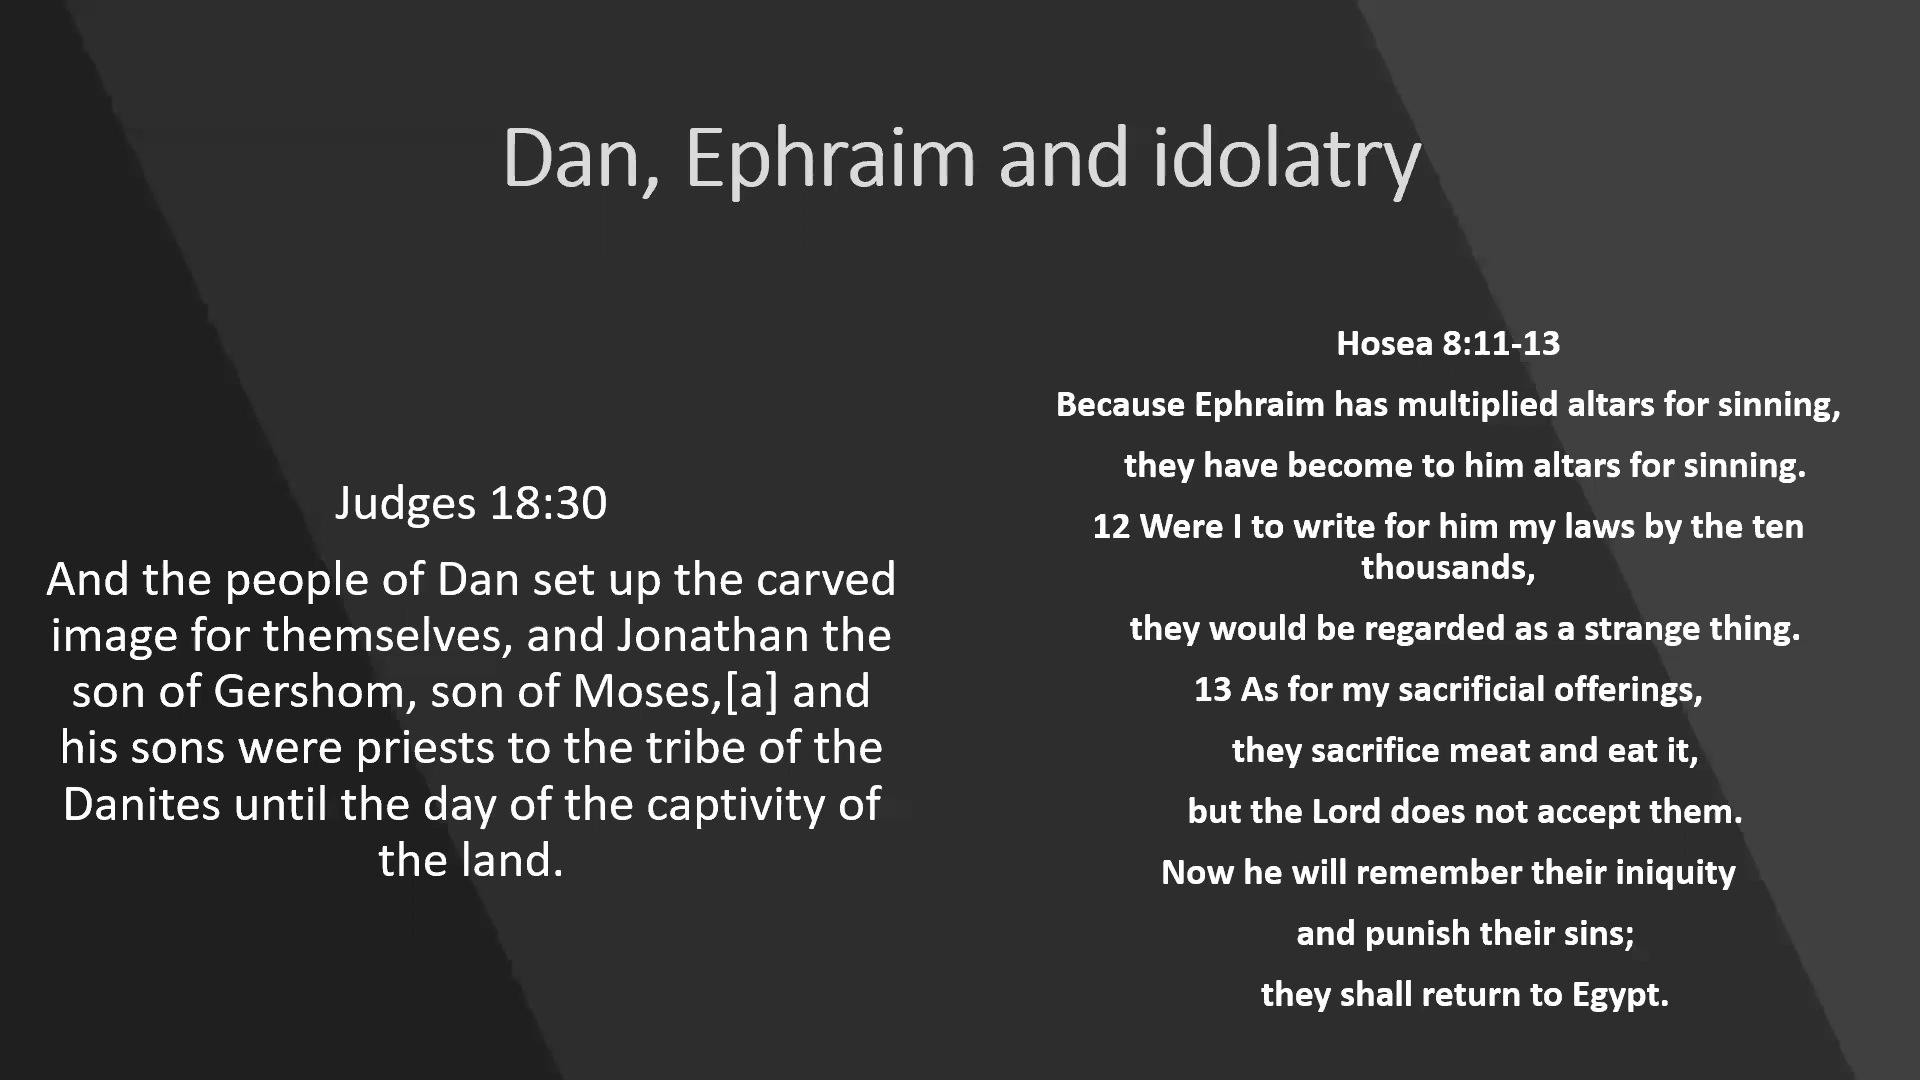 Dan, Ephraim and idolatry
Judges 18:30
And the people of Dan set up the carved
image for themselves, and Jonathan the
son of Gershom, son of Moses,[a] and
his sons were priests to the tribe of the
Danites until the day of the captivity of
the land.
Hosea 8:11-13
Because Ephraim has multiplied altars for sinning,
they have become to him altars for sinning.
12 Were I to write for him my laws by the ten
thousands,
they would be regarded as a strange thing.
13 As for my sacrificial offerings,
they sacrifice meat and eat it,
but the Lord does not accept them.
Now he will remember their iniquity
and punish their sins;
they shall return to Egypt.